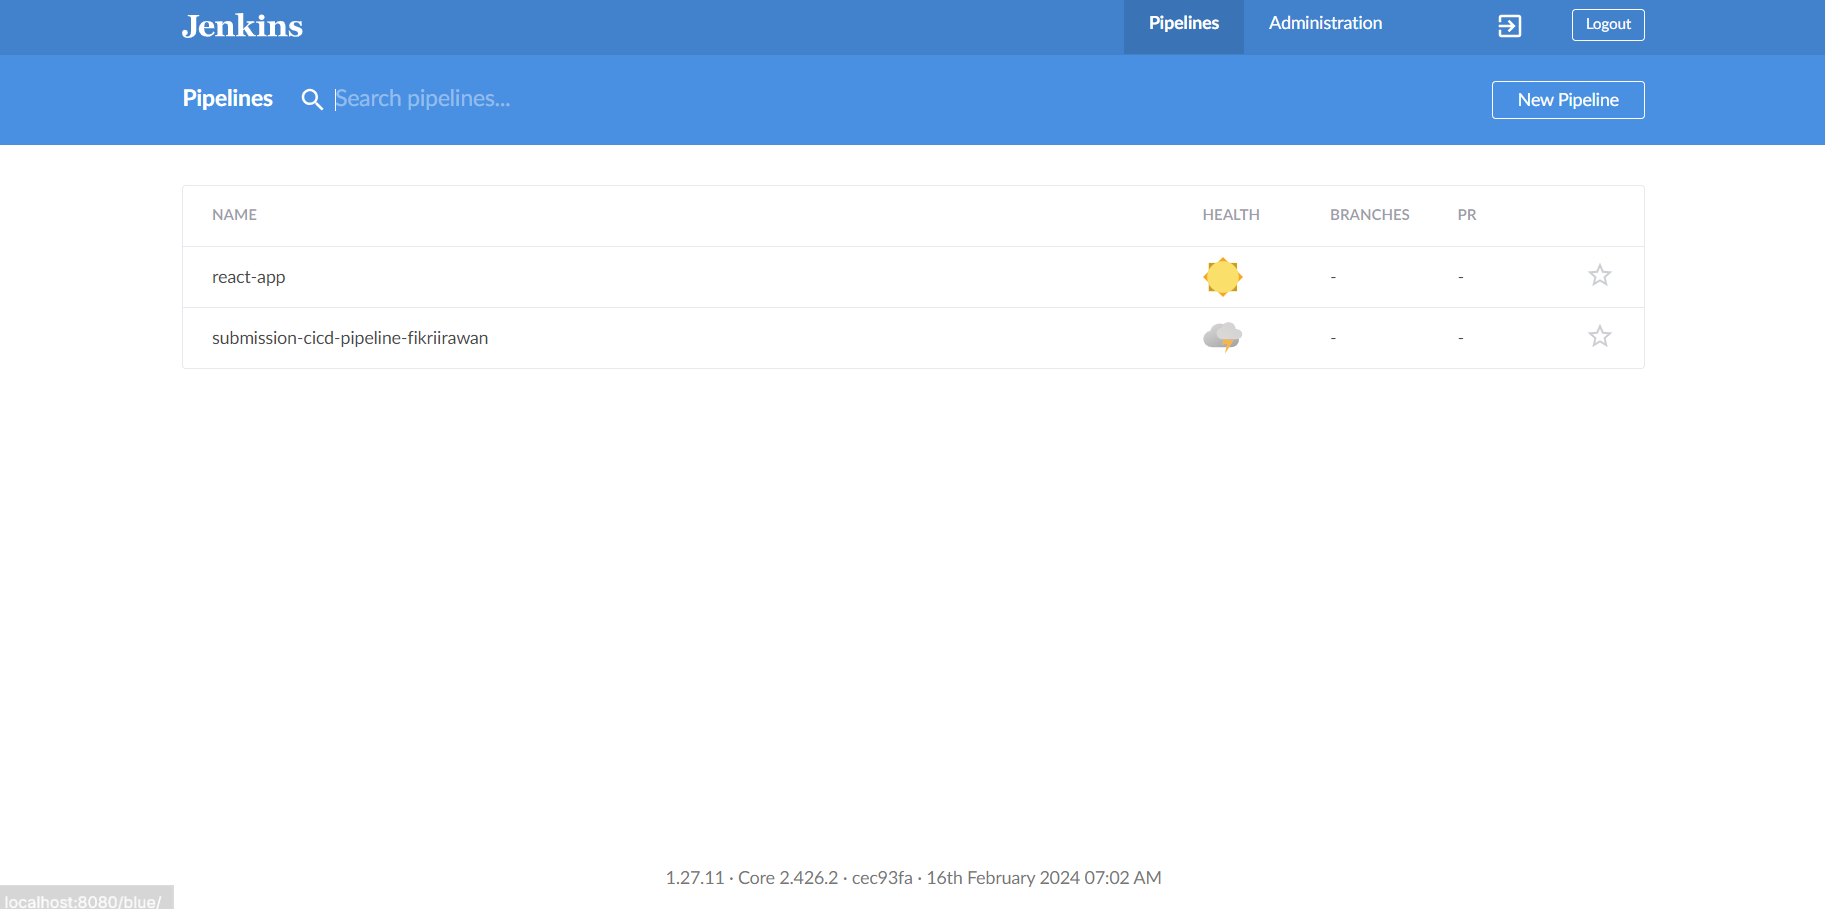 Jenkins
Pipelines Administration Logout
Pipelines Search pipelines... New Pipeline
NAME HEALTH BRANCHES PR
react-app - -
submission-cicd-pipeline-fikriirawan - -
1.27.11 · Core 2.426.2 · cec93fa · 16th February 2024 07:02 AM
localhost:8080/blue/